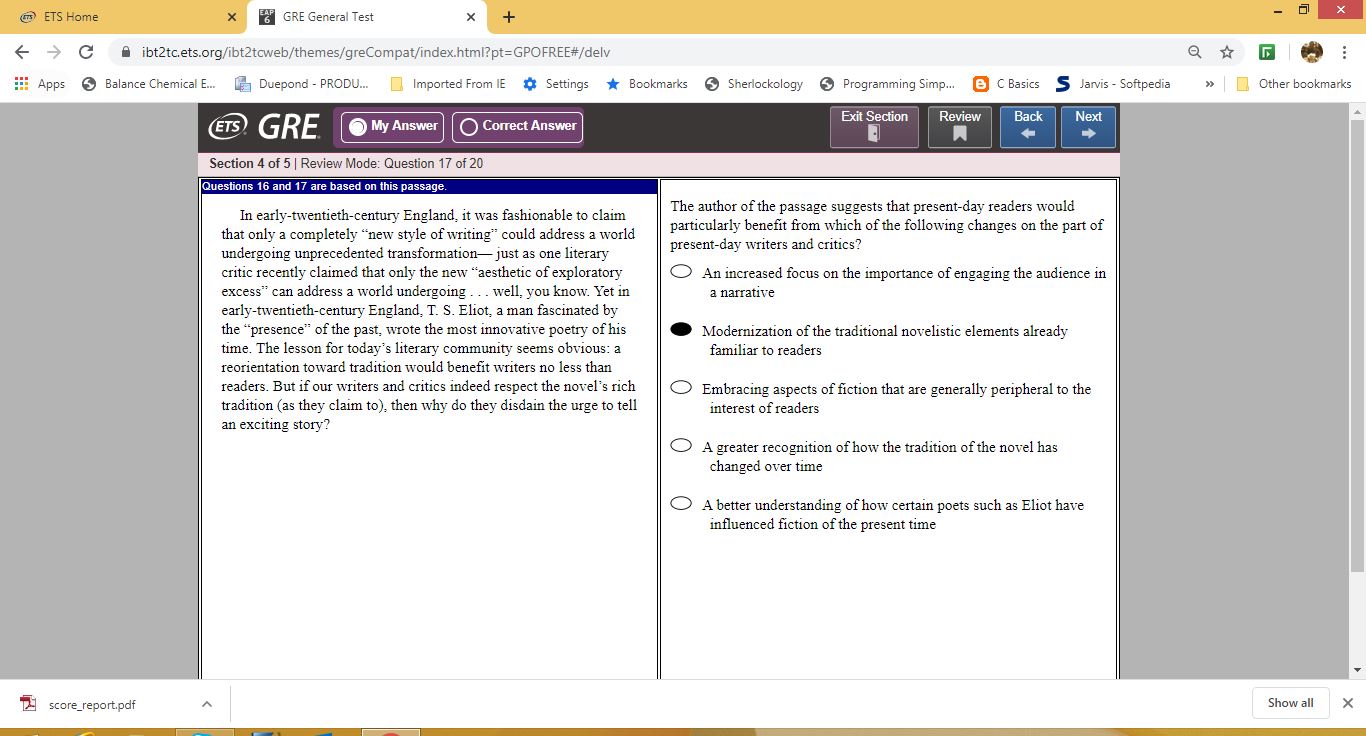 ETS Home
GRE General Test
ibt2tc.ets.org/ibt2tcweb/themes/greCompat/index.html?pt=GPOFREE#/delv
Apps
Balance Chemical E...
Duepond - PRODU...
Imported From IE
Settings
Bookmarks
Sherlockology
Programming Simp...
C Basics
Jarvis - Softpedia
»
Other bookmarks
ETS GRE
My Answer
Correct Answer
Exit Section
Review
Back
Next
Section 4 of 5 | Review Mode: Question 17 of 20
Questions 16 and 17 are based on this passage.
In early-twentieth-century England, it was fashionable to claim
that only a completely “new style of writing” could address a world
undergoing unprecedented transformation— just as one literary
critic recently claimed that only the new “aesthetic of exploratory
excess” can address a world undergoing . . . well, you know. Yet in
early-twentieth-century England, T. S. Eliot, a man fascinated by
the “presence” of the past, wrote the most innovative poetry of his
time. The lesson for today’s literary community seems obvious: a
reorientation toward tradition would benefit writers no less than
readers. But if our writers and critics indeed respect the novel’s rich
tradition (as they claim to), then why do they disdain the urge to tell
an exciting story?
The author of the passage suggests that present-day readers would
particularly benefit from which of the following changes on the part of
present-day writers and critics?
An increased focus on the importance of engaging the audience in
a narrative
Modernization of the traditional novelistic elements already
familiar to readers
Embracing aspects of fiction that are generally peripheral to the
interest of readers
A greater recognition of how the tradition of the novel has
changed over time
A better understanding of how certain poets such as Eliot have
influenced fiction of the present time
score_report.pdf
Show all